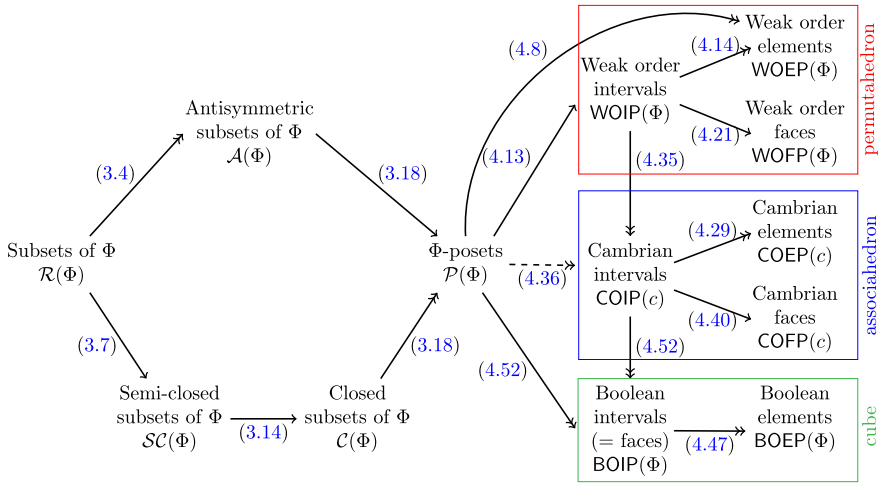 Antisymmetric
subsets of Φ
𝒜(Φ)
(3.4)
(3.18)
Subsets of Φ
ℛ(Φ)
(3.7)
Semi-closed
subsets of Φ
𝒮𝒞(Φ)
(3.14)
Closed
subsets of Φ
𝒞(Φ)
(3.18)
Φ-posets
𝒫(Φ)
(4.8)
(4.13)
(4.36)
(4.52)
Weak order
intervals
WOIP(Φ)
(4.14)
(4.21)
Weak order
elements
WOEP(Φ)
Weak order
faces
WOFP(Φ)
permutahedron
(4.35)
Cambrian
intervals
COIP(c)
(4.29)
(4.40)
Cambrian
elements
COEP(c)
Cambrian
faces
COFP(c)
associahedron
(4.52)
Boolean
intervals
(= faces)
BOIP(Φ)
(4.47)
Boolean
elements
BOEP(Φ)
cube